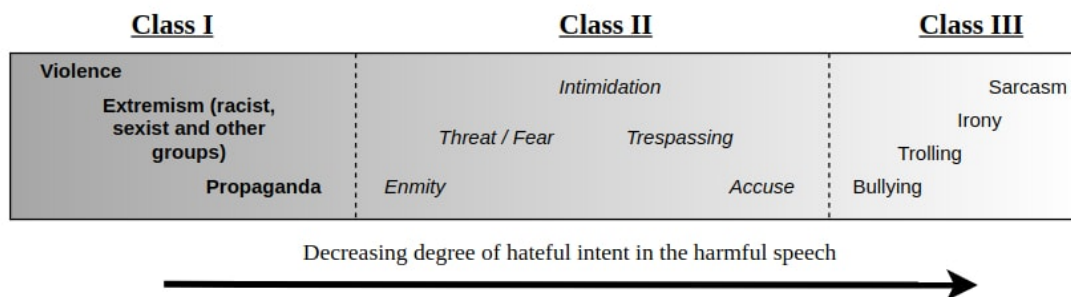 Class I
Class II
Class III
Violence
Extremism (racist,
sexist and other
groups)
Propaganda
Intimidation
Threat / Fear
Trespassing
Enmity
Accuse
Sarcasm
Irony
Trolling
Bullying
Decreasing degree of hateful intent in the harmful speech